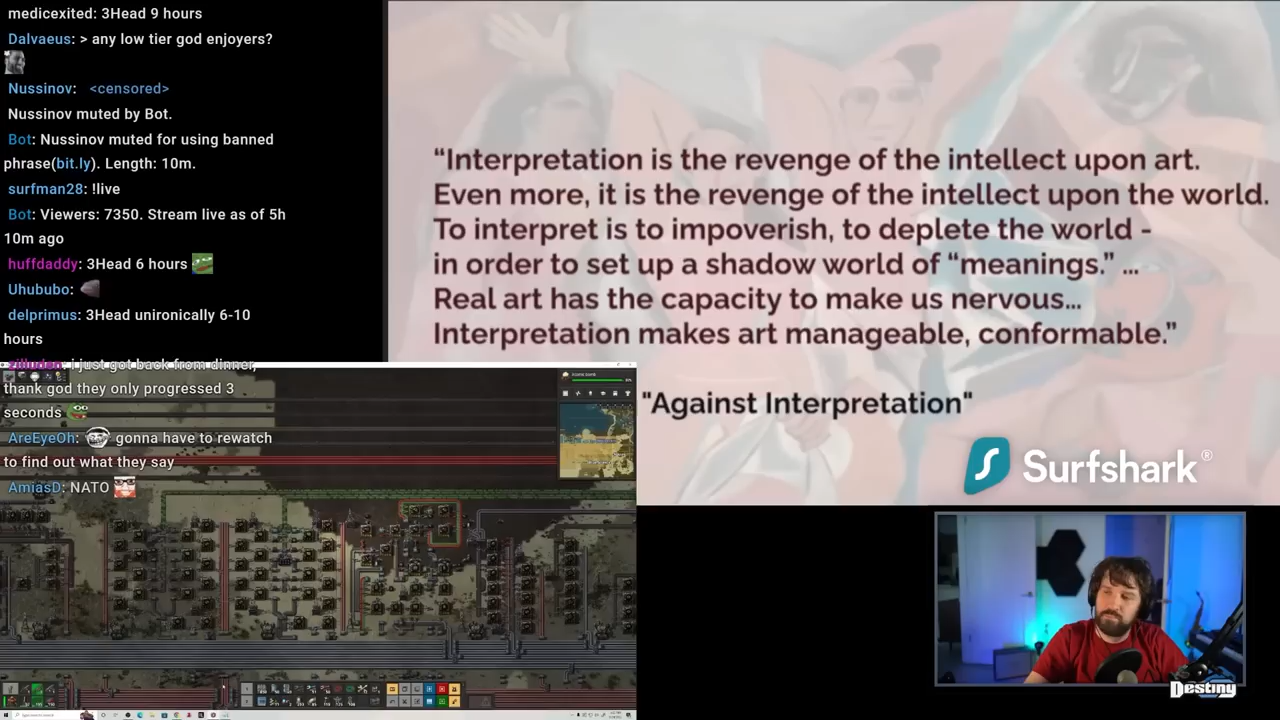 medicexited: 3Head 9 hours
Dalvaeus: > any low tier god enjoyers?
Nussinov: <censored>
Nussinov muted by Bot.
Bot: Nussinov muted for using banned
phrase(bit.ly). Length: 10m.
surfman28: !live
Bot: Viewers: 7350. Stream live as of 5h
10m ago
huffdaddy: 3Head 6 hours
Uhububo:
delprimus: 3Head unironically 6-10
hours
i just got back from dinner,
thank god they only progressed 3
seconds
AreEyeOh: gonna have to rewatch
to find out what they say
AmiasD: NATO
“Interpretation is the revenge of the intellect upon art.
Even more, it is the revenge of the intellect upon the world.
To interpret is to impoverish, to deplete the world -
in order to set up a shadow world of “meanings.” ...
Real art has the capacity to make us nervous...
Interpretation makes art manageable, conformable.”
"Against Interpretation"
Surfshark®
Destiny